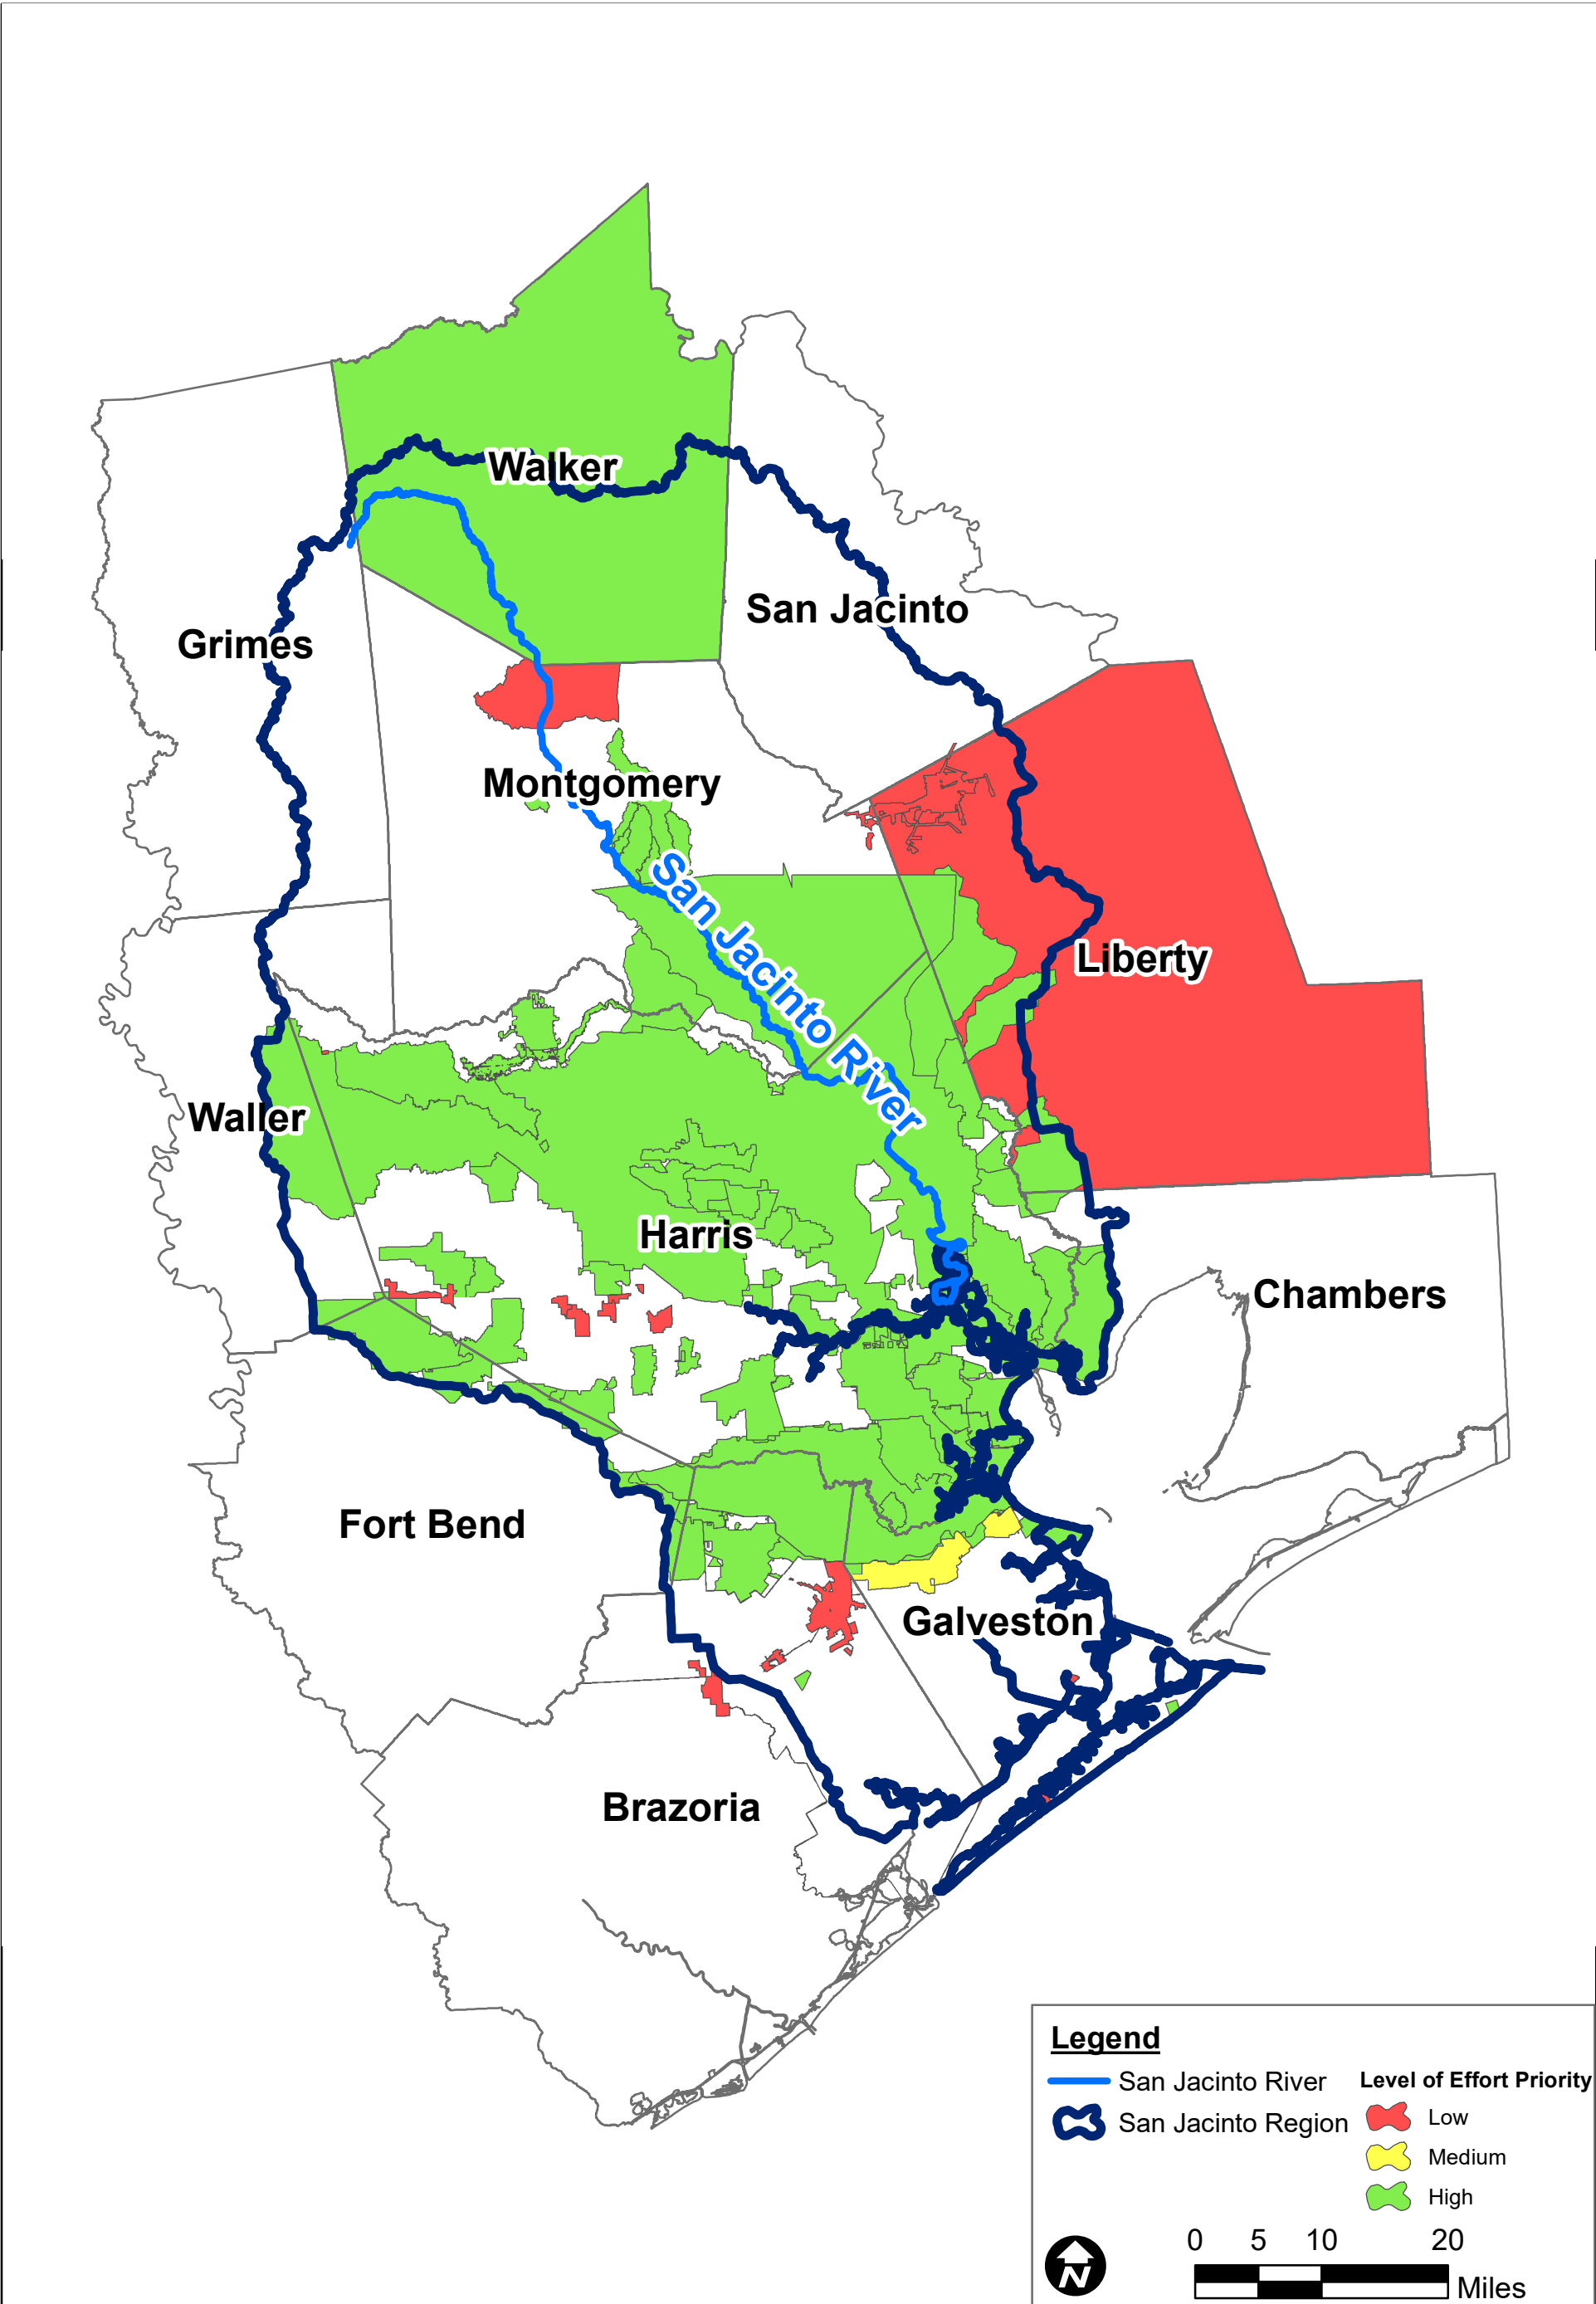 Walker
San Jacinto
Grimes
Montgomery
San Jacinto River
Liberty
Waller
Harris
Chambers
Fort Bend
Galveston
Brazoria
Legend
San Jacinto River
San Jacinto Region
Level of Effort Priority
Low
Medium
High
N
0 5 10 20
Miles